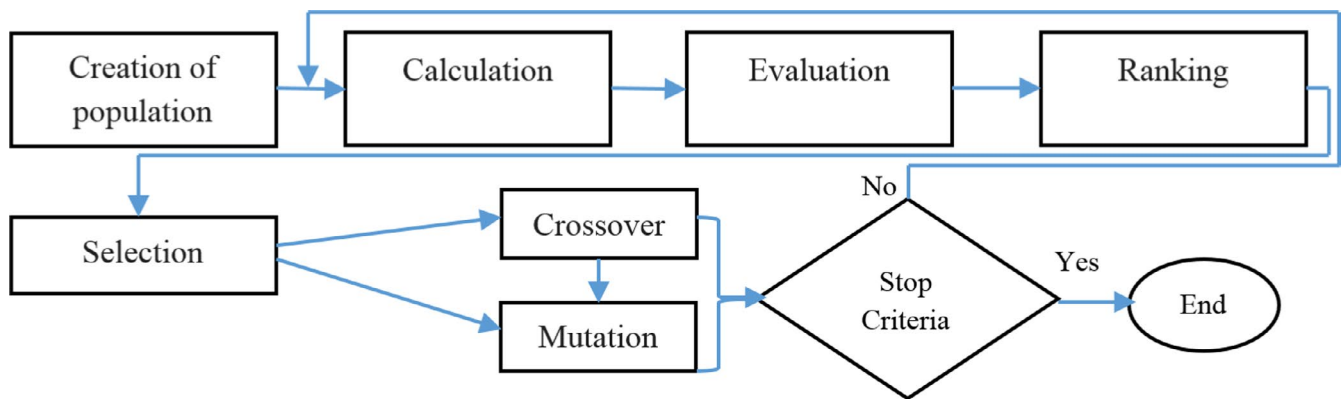 Creation of
population
Calculation
Evaluation
Ranking
Selection
Crossover
Mutation
No
Stop
Criteria
Yes
End